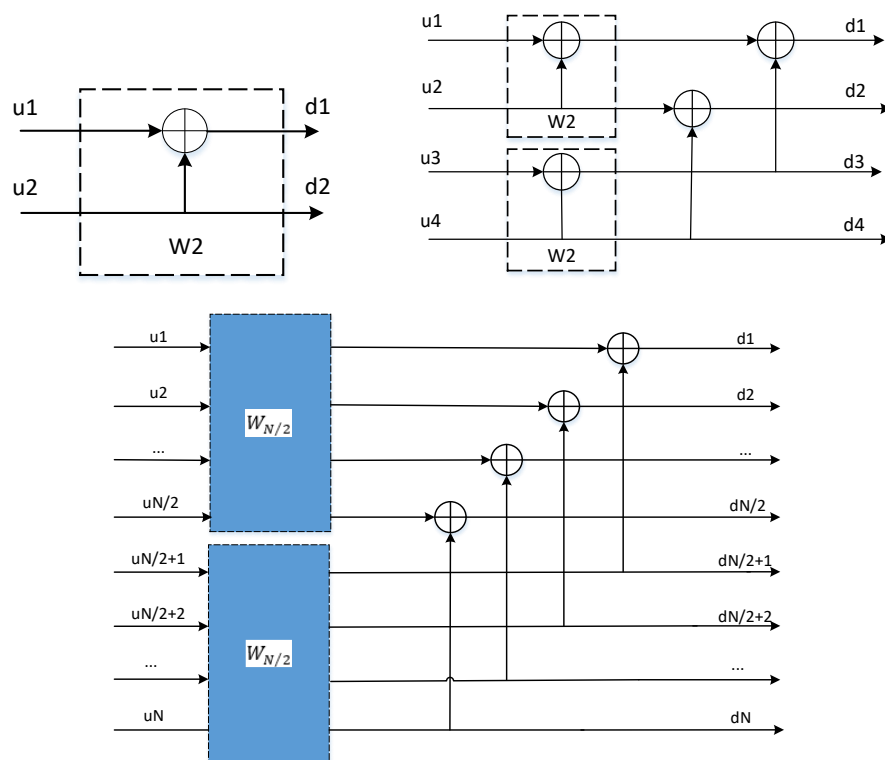 u1
d1
u2
d2
W2
u1
d1
u2
d2
W2
u3
d3
u4
d4
W2
u1
d1
u2
d2
W_{N/2}
...
...
uN/2
dN/2
uN/2+1
dN/2+1
uN/2+2
dN/2+2
W_{N/2}
...
...
uN
dN